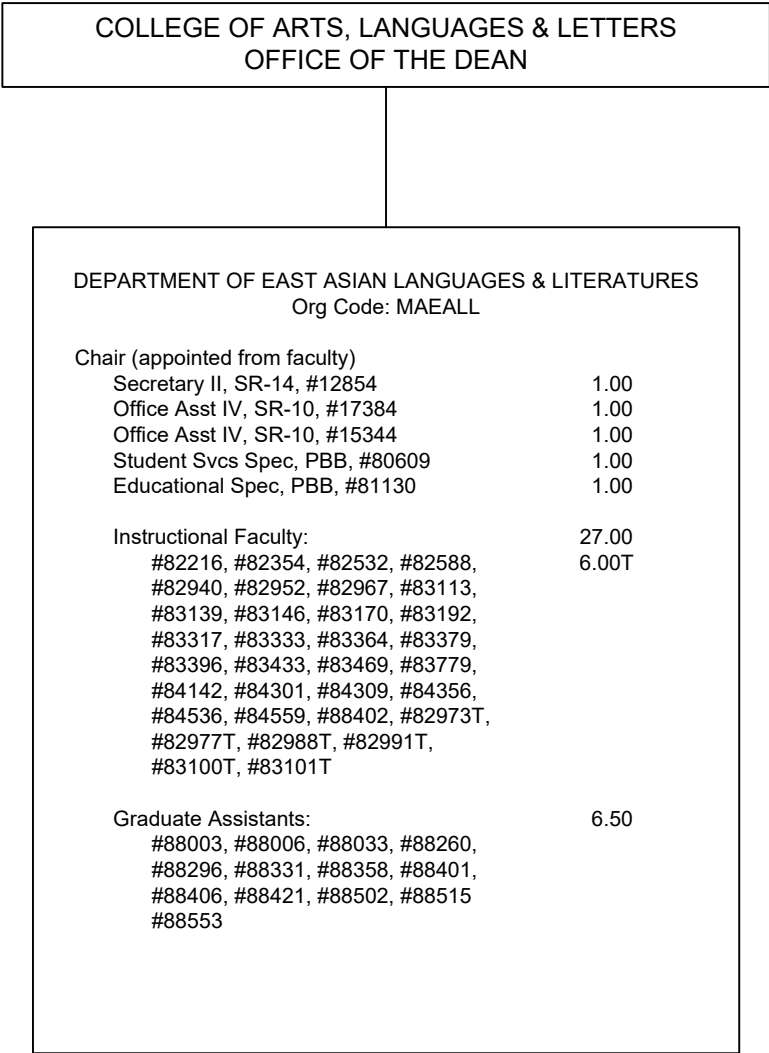 COLLEGE OF ARTS, LANGUAGES & LETTERS
OFFICE OF THE DEAN
DEPARTMENT OF EAST ASIAN LANGUAGES & LITERATURES
Org Code: MAEALL
Chair (appointed from faculty)
Secretary II, SR-14, #12854 1.00
Office Asst IV, SR-10, #17384 1.00
Office Asst IV, SR-10, #15344 1.00
Student Svcs Spec, PBB, #80609 1.00
Educational Spec, PBB, #81130 1.00
Instructional Faculty: 27.00
#82216, #82354, #82532, #82588, 6.00T
#82940, #82952, #82967, #83113,
#83139, #83146, #83170, #83192,
#83317, #83333, #83364, #83379,
#83396, #83433, #83469, #83779,
#84142, #84301, #84309, #84356,
#84536, #84559, #88402, #82973T,
#82977T, #82988T, #82991T,
#83100T, #83101T
Graduate Assistants: 6.50
#88003, #88006, #88033, #88260,
#88296, #88331, #88358, #88401,
#88406, #88421, #88502, #88515
#88553